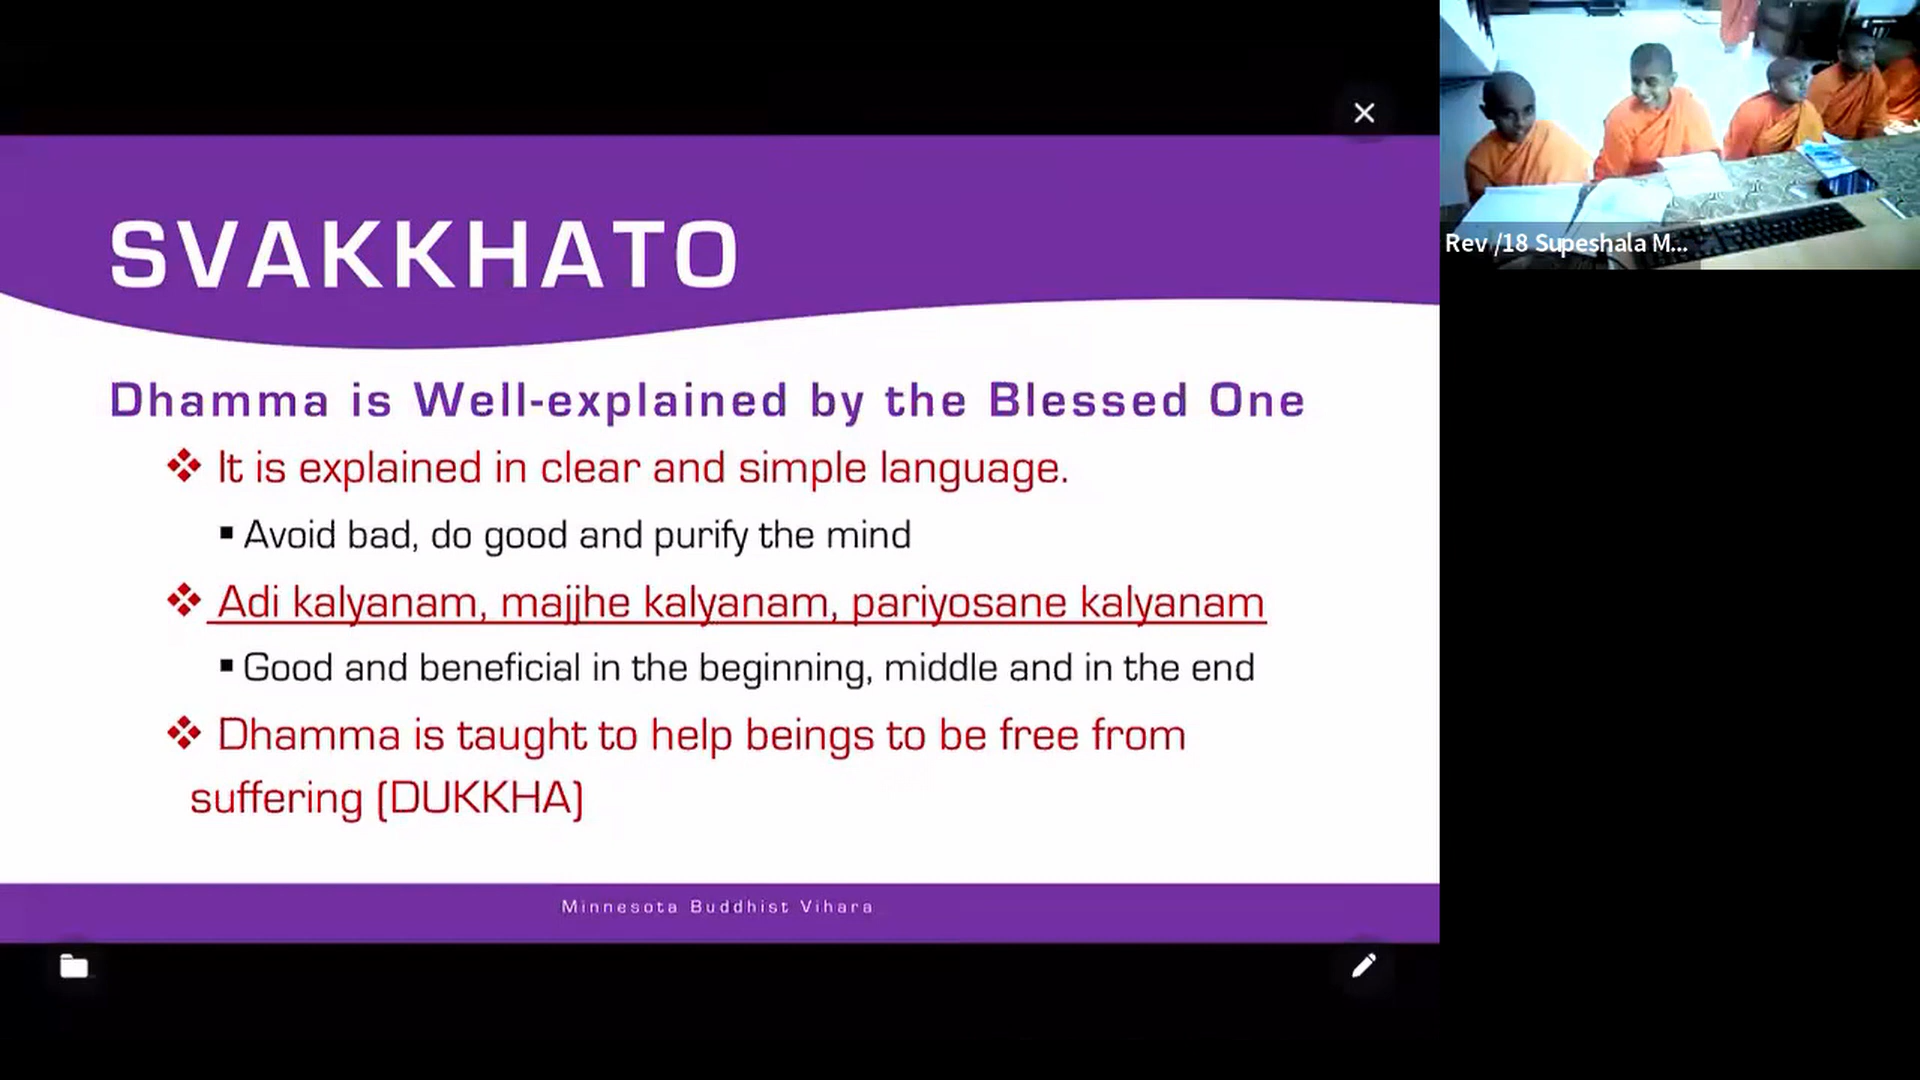 SVAKKHATO
Dhamma is Well-explained by the Blessed One
It is explained in clear and simple language.
Avoid bad, do good and purify the mind
Adi kalyanam, majjhe kalyanam, pariyosane kalyanam
Good and beneficial in the beginning, middle and in the end
Dhamma is taught to help beings to be free from
suffering (DUKKHA)
Minnesota Buddhist Vihara
Rev /18 Supeshala M...